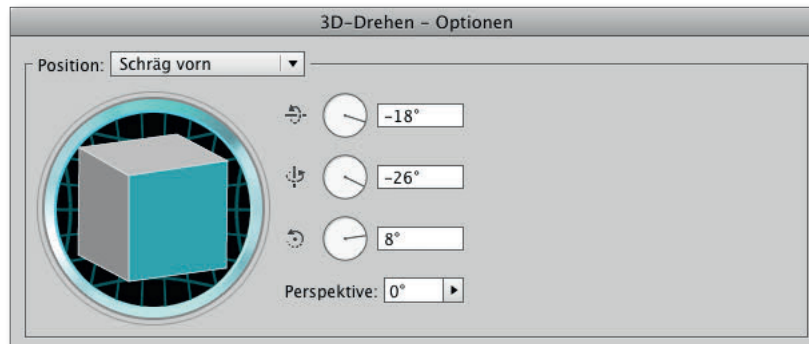 3D-Drehen – Optionen
Position: Schräg vorn
-18°
-26°
8°
Perspektive: 0°